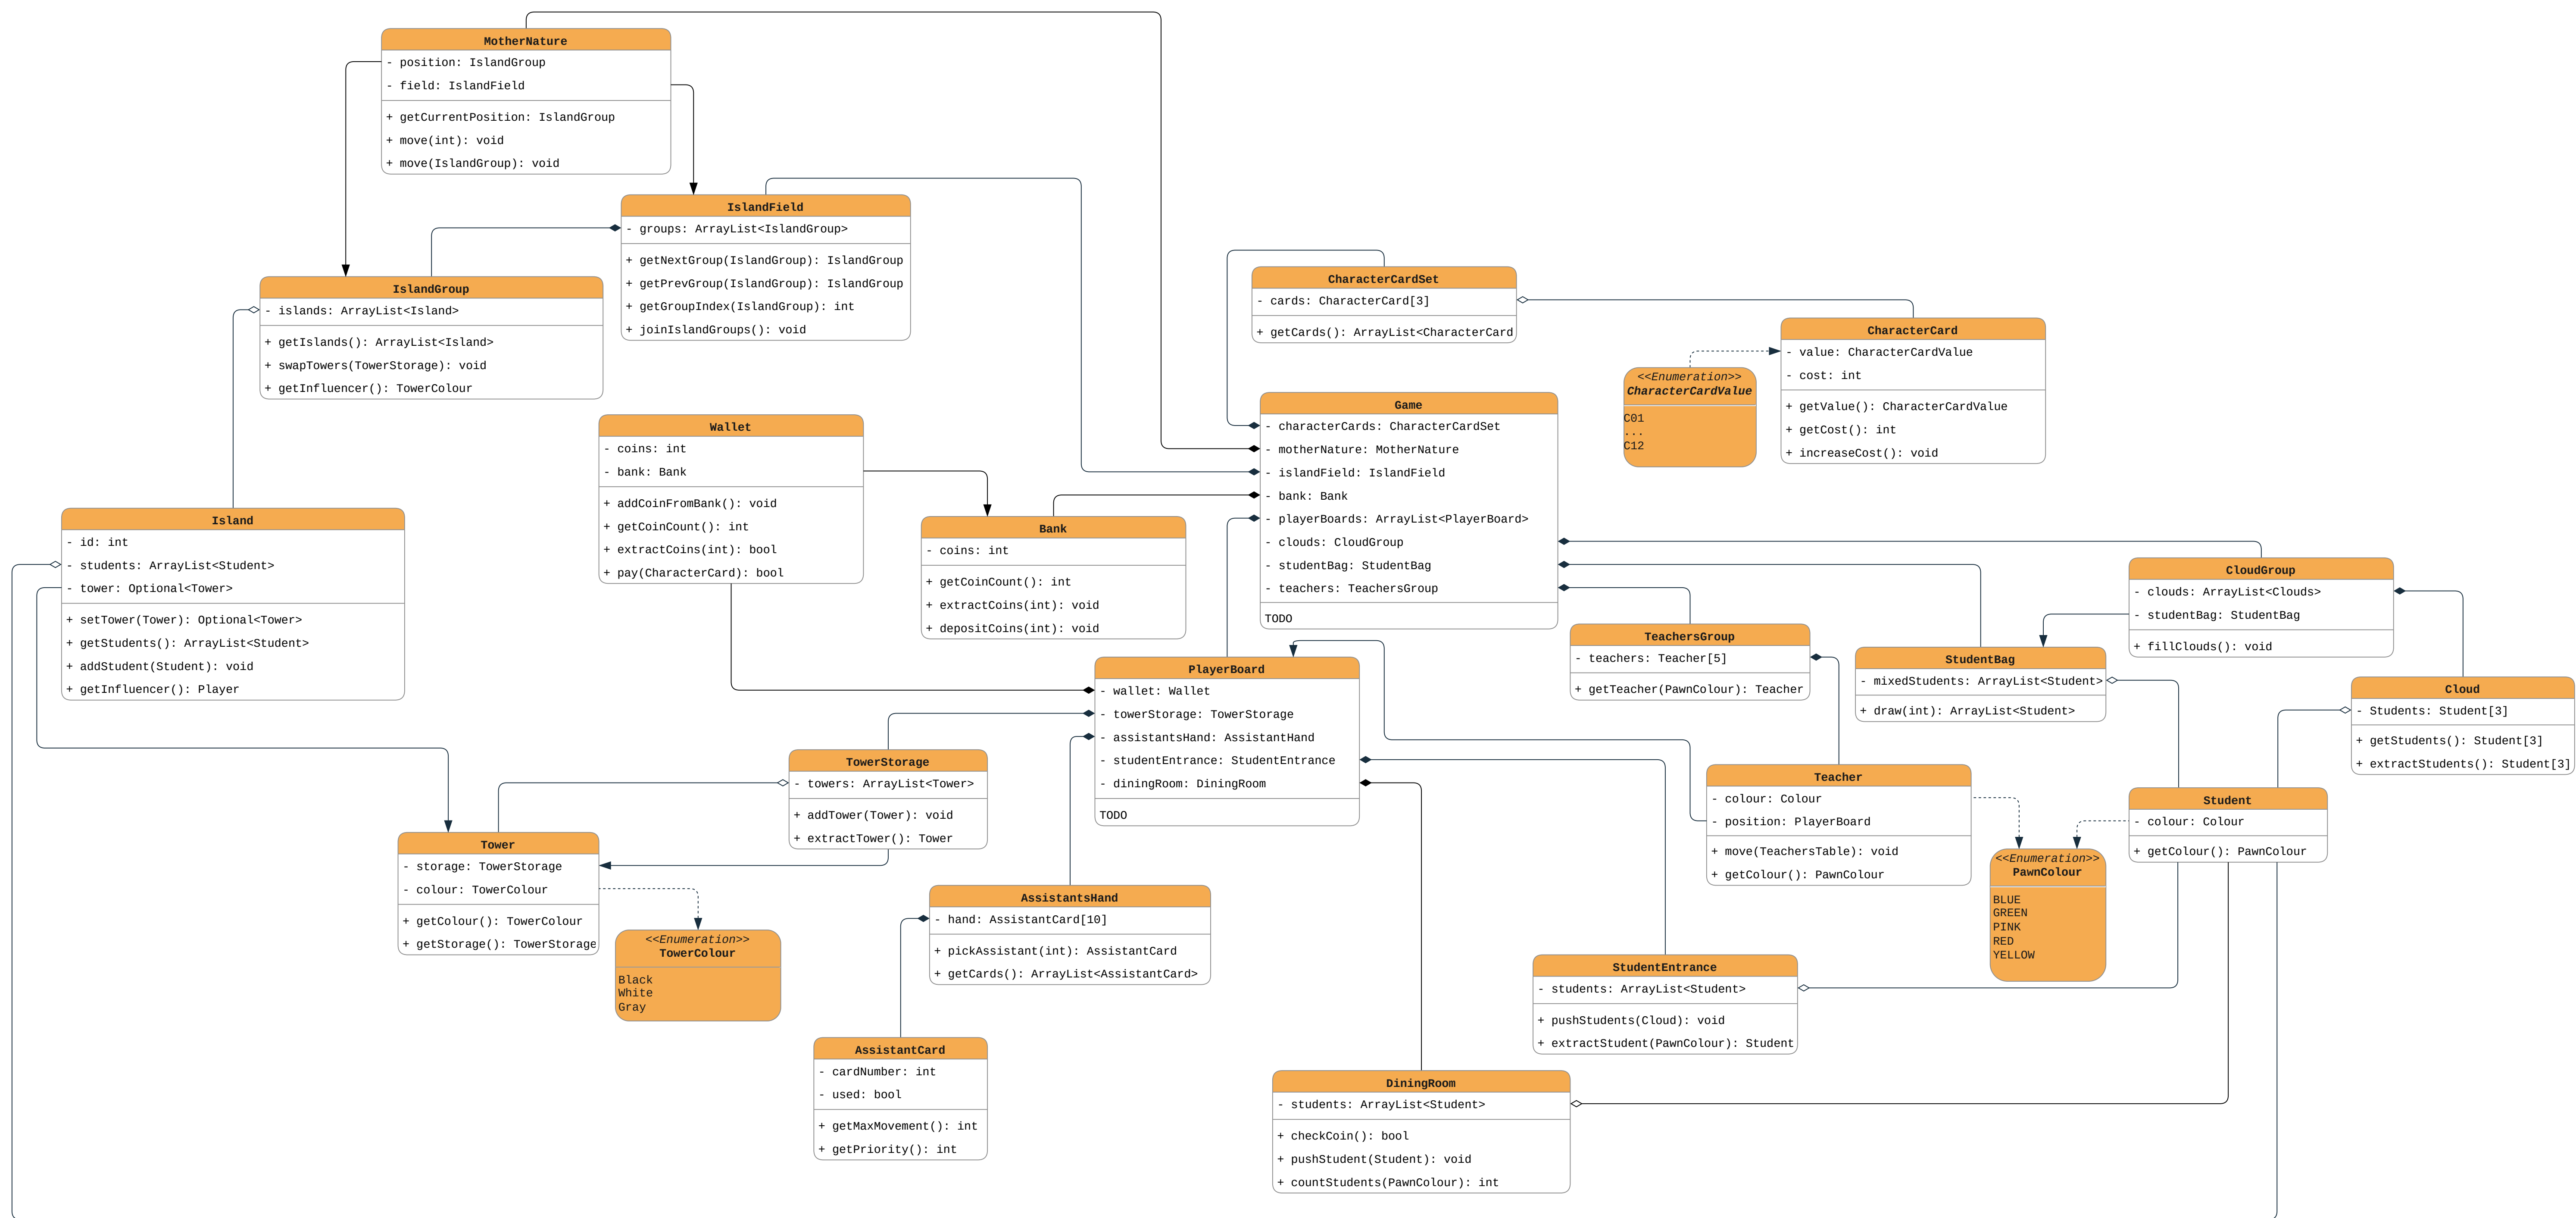 MotherNature
- position: IslandGroup
- field: IslandField
+ getCurrentPosition: IslandGroup
+ move(int): void
+ move(IslandGroup): void
IslandField
- groups: ArrayList<IslandGroup>
+ getNextGroup(IslandGroup): IslandGroup
+ getPrevGroup(IslandGroup): IslandGroup
+ getGroupIndex(IslandGroup): int
+ joinIslandGroups(): void
IslandGroup
- islands: ArrayList<Island>
+ getIslands(): ArrayList<Island>
+ swapTowers(TowerStorage): void
+ getInfluencer(): TowerColour
CharacterCardSet
- cards: CharacterCard[3]
+ getCards(): ArrayList<CharacterCard
CharacterCard
- value: CharacterCardValue
- cost: int
+ getValue(): CharacterCardValue
+ getCost(): int
+ increaseCost(): void
<<Enumeration>>
CharacterCardValue
C01
...
C12
Game
- characterCards: CharacterCardSet
- motherNature: MotherNature
- islandField: IslandField
- bank: Bank
- playerBoards: ArrayList<PlayerBoard>
- clouds: CloudGroup
- studentBag: StudentBag
- teachers: TeachersGroup
TODO
Wallet
- coins: int
- bank: Bank
+ addCoinFromBank(): void
+ getCoinCount(): int
+ extractCoins(int): bool
+ pay(CharacterCard): bool
Bank
- coins: int
+ getCoinCount(): int
+ extractCoins(int): void
+ depositCoins(int): void
Island
- id: int
- students: ArrayList<Student>
- tower: Optional<Tower>
+ setTower(Tower): Optional<Tower>
+ getStudents(): ArrayList<Student>
+ addStudent(Student): void
+ getInfluencer(): Player
CloudGroup
- clouds: ArrayList<Clouds>
- studentBag: StudentBag
+ fillClouds(): void
TeachersGroup
- teachers: Teacher[5]
+ getTeacher(PawnColour): Teacher
StudentBag
- mixedStudents: ArrayList<Student>
+ draw(int): ArrayList<Student>
Cloud
- Students: Student[3]
+ getStudents(): Student[3]
+ extractStudents(): Student[3]
PlayerBoard
- wallet: Wallet
- towerStorage: TowerStorage
- assistantsHand: AssistantHand
- studentEntrance: StudentEntrance
- diningRoom: DiningRoom
TODO
TowerStorage
- towers: ArrayList<Tower>
+ addTower(Tower): void
+ extractTower(): Tower
Teacher
- colour: Colour
- position: PlayerBoard
+ move(TeachersTable): void
+ getColour(): PawnColour
Student
- colour: Colour
+ getColour(): PawnColour
Tower
- storage: TowerStorage
- colour: TowerColour
+ getColour(): TowerColour
+ getStorage(): TowerStorage
<<Enumeration>>
PawnColour
BLUE
GREEN
PINK
RED
YELLOW
AssistantsHand
- hand: AssistantCard[10]
+ pickAssistant(int): AssistantCard
+ getCards(): ArrayList<AssistantCard>
<<Enumeration>>
TowerColour
Black
White
Gray
StudentEntrance
- students: ArrayList<Student>
+ pushStudents(Cloud): void
+ extractStudent(PawnColour): Student
AssistantCard
- cardNumber: int
- used: bool
+ getMaxMovement(): int
+ getPriority(): int
DiningRoom
- students: ArrayList<Student>
+ checkCoin(): bool
+ pushStudent(Student): void
+ countStudents(PawnColour): int